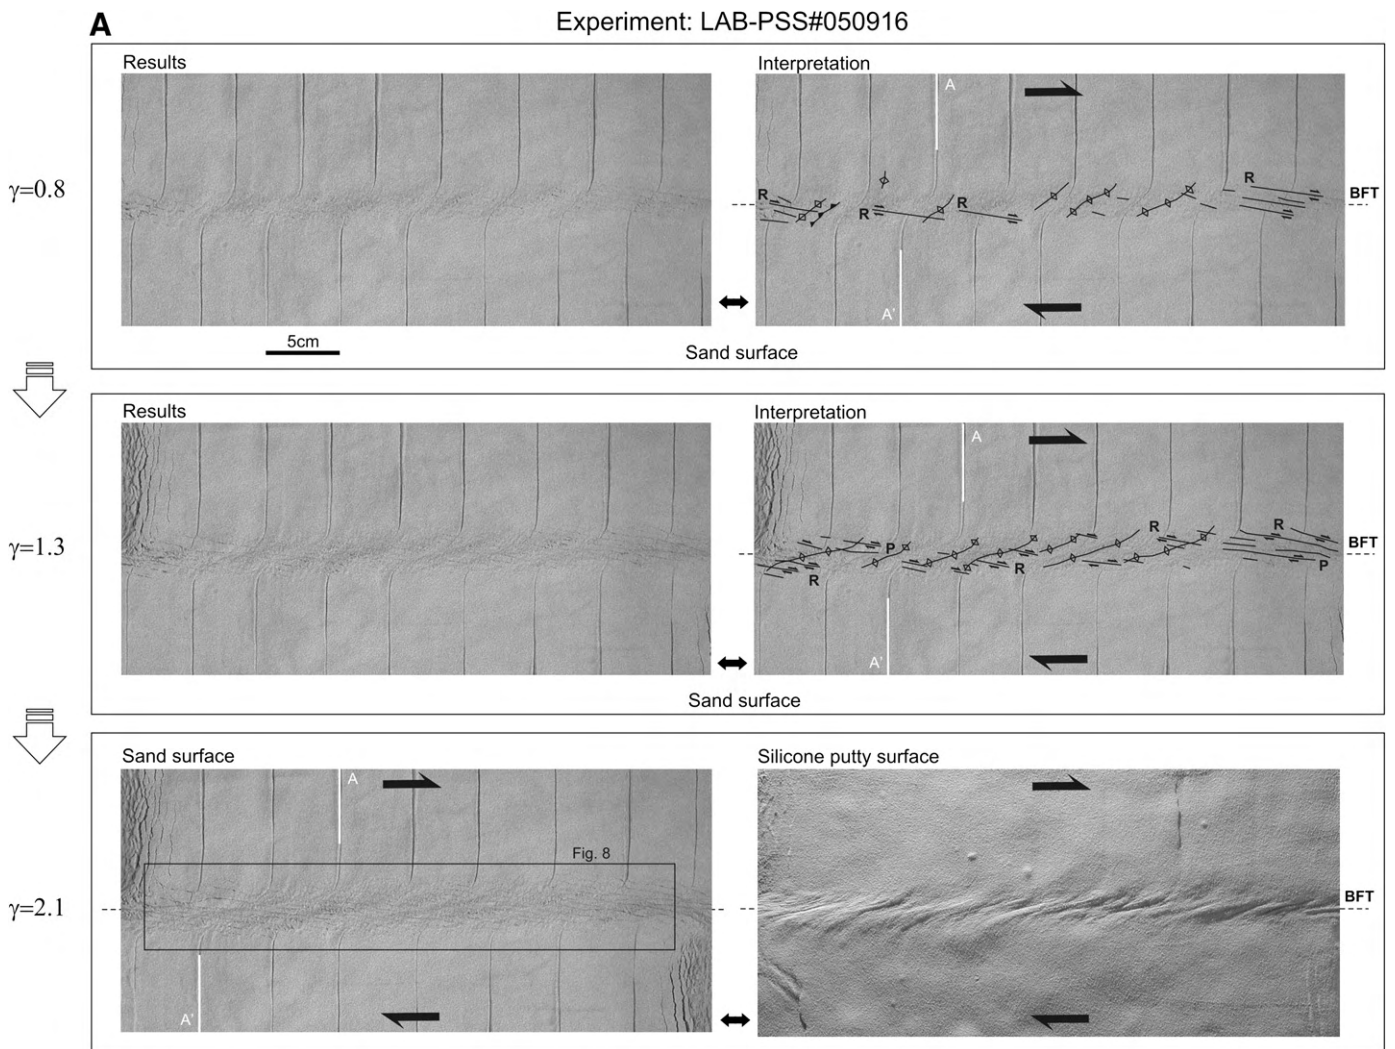 A
Experiment: LAB-PSS#050916
Results
Interpretation
γ=0.8
A
R
R
R
R
BFT
A'
5cm
Sand surface
Results
Interpretation
γ=1.3
A
P
R
R
R
R
P
BFT
A'
Sand surface
Sand surface
Silicone putty surface
γ=2.1
A
Fig. 8
BFT
A'